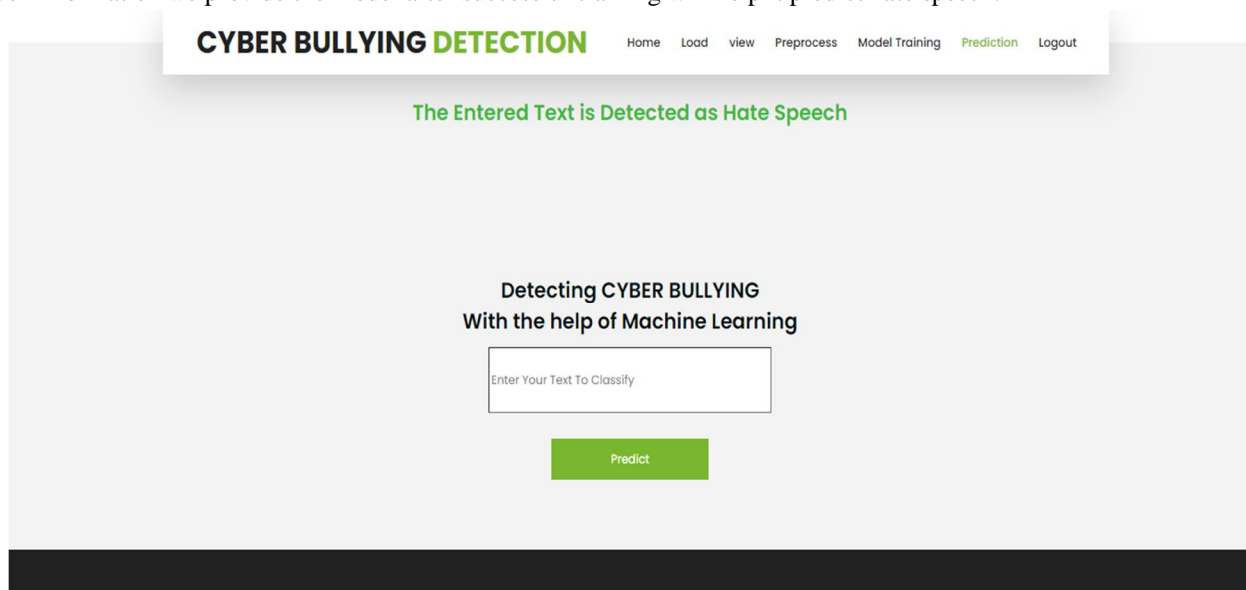 CYBER BULLYING DETECTION Home Load view Preprocess Model Training Prediction Logout
The Entered Text is Detected as Hate Speech
Detecting CYBER BULLYING
With the help of Machine Learning
Enter Your Text To Classify
Predict